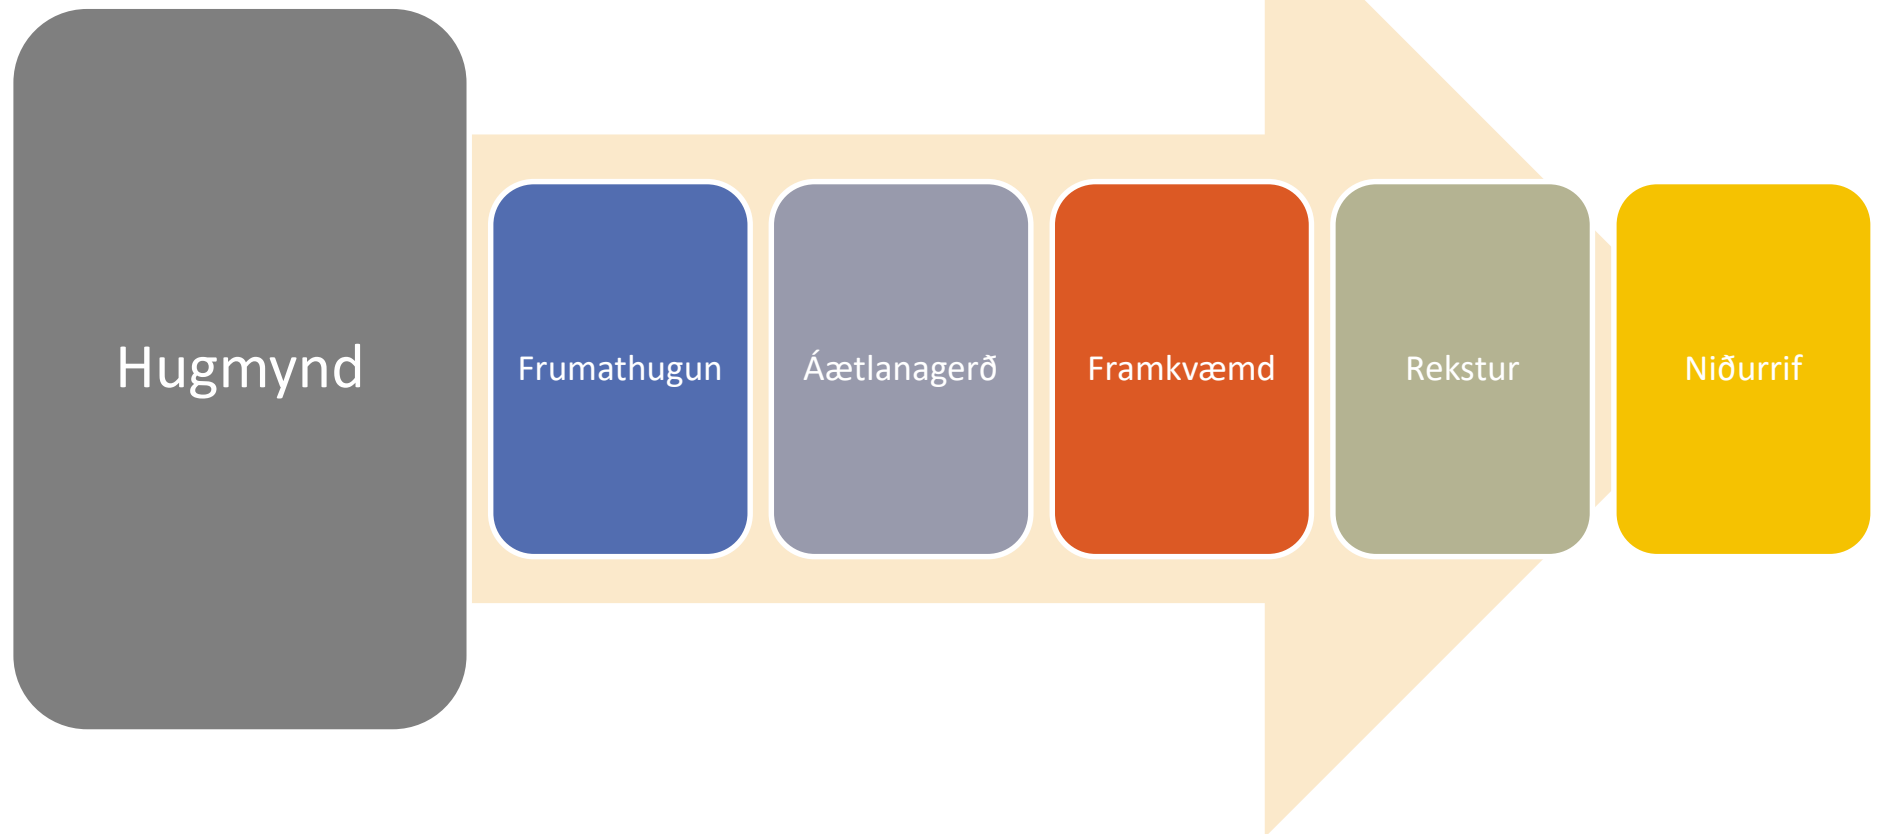 Hugmynd
Frumathugun
Áætlanagerð
Framkvæmd
Rekstur
Niðurrif